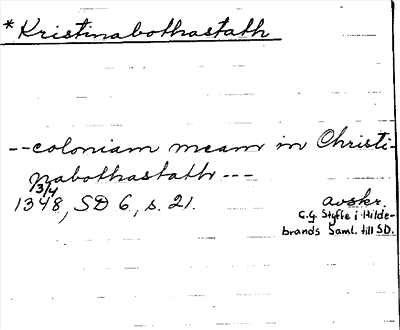 *Kristinabothastath
--coloniam meam in Christi-
nabothastath ---
3/4
1348, SD 6, s. 21.
avskr.
C.G. Styffe i Hilde-
brands Saml. till SD.